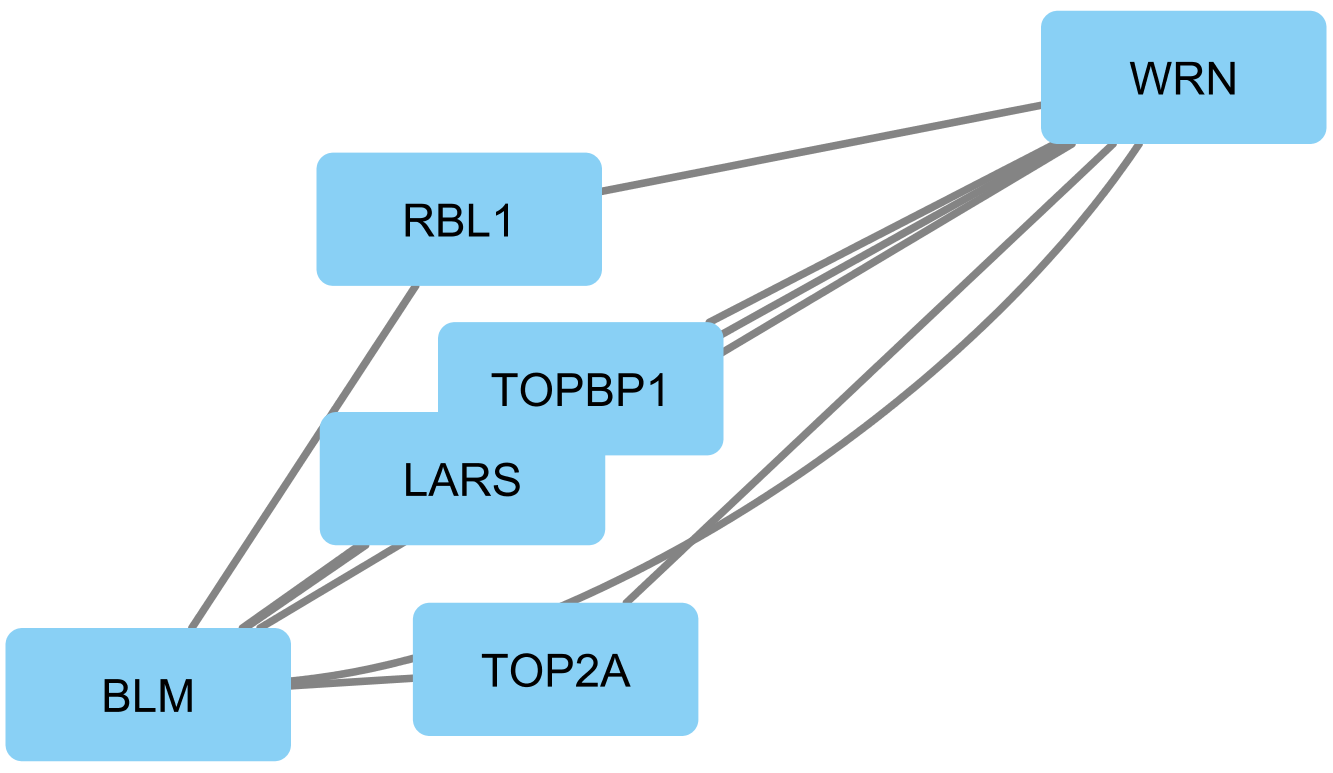 WRN
RBL1
TOPBP1
LARS
TOP2A
BLM